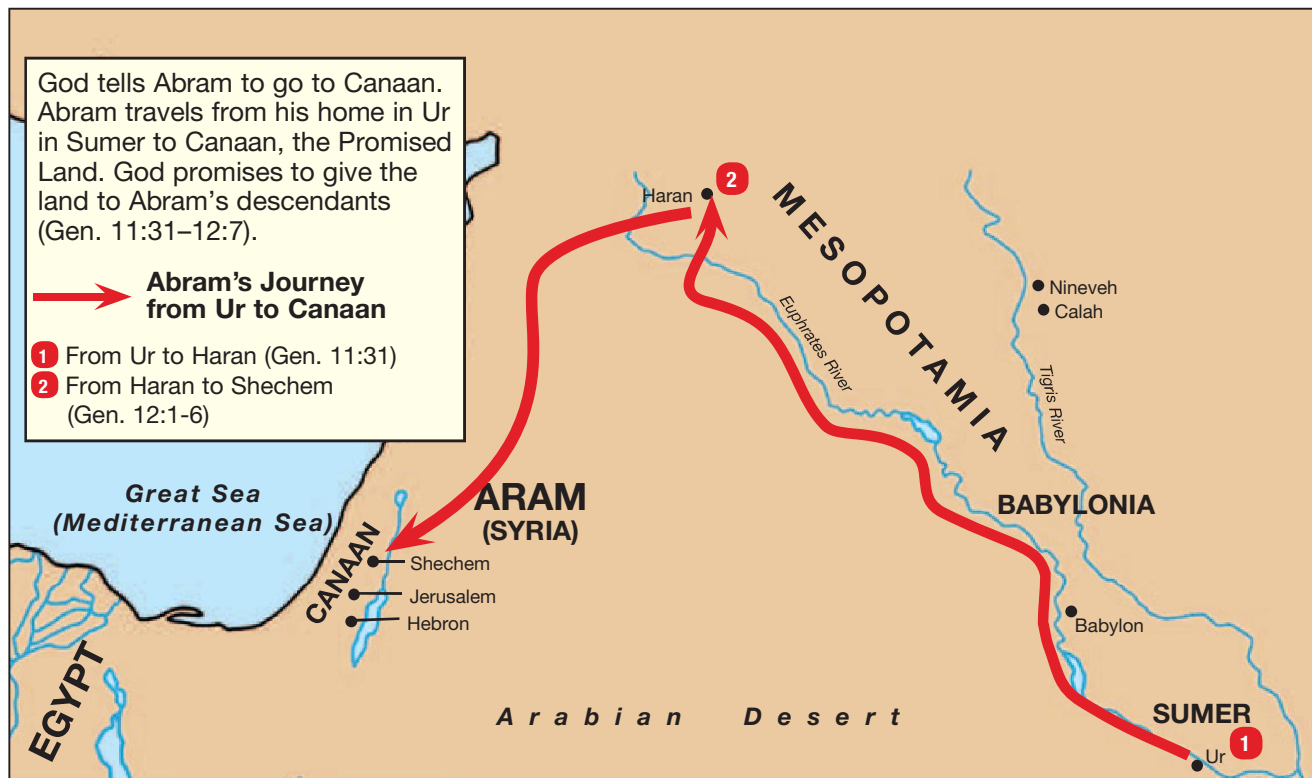 God tells Abram to go to Canaan.
Abram travels from his home in Ur
in Sumer to Canaan, the Promised
Land. God promises to give the
land to Abram’s descendants
(Gen. 11:31–12:7).
Abram’s Journey
from Ur to Canaan
1 From Ur to Haran (Gen. 11:31)
2 From Haran to Shechem
(Gen. 12:1-6)
Haran
2
MESOPOTAMIA
Nineveh
Calah
Euphrates River
Tigris River
Great Sea
(Mediterranean Sea)
ARAM
(SYRIA)
BABYLONIA
CANAAN
Shechem
Jerusalem
Hebron
Babylon
EGYPT
Arabian Desert
SUMER
Ur
1